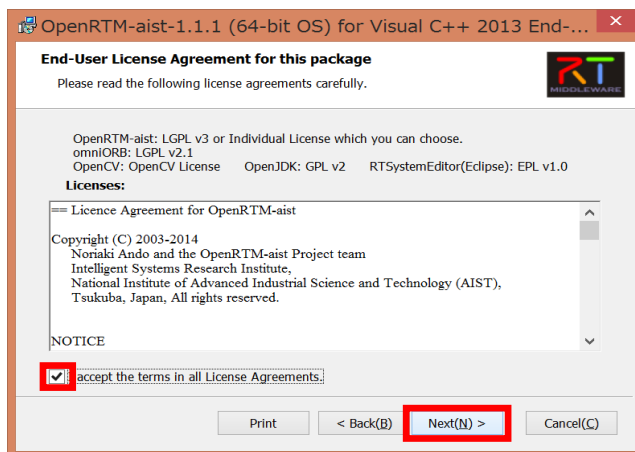 OpenRTM-aist-1.1.1 (64-bit OS) for Visual C++ 2013 End-...
End-User License Agreement for this package
Please read the following license agreements carefully.
RT
MIDDLEWARE
OpenRTM-aist: LGPL v3 or Individual License which you can choose.
omniORB: LGPL v2.1
OpenCV: OpenCV License OpenJDK: GPL v2 RTSystemEditor(Eclipse): EPL v1.0
Licenses:
== Licence Agreement for OpenRTM-aist
Copyright (C) 2003-2014
Noriaki Ando and the OpenRTM-aist Project team
Intelligent Systems Research Institute,
National Institute of Advanced Industrial Science and Technology (AIST),
Tsukuba, Japan, All rights reserved.
NOTICE
accept the terms in all License Agreements.
Print < Back(B) Next(N) > Cancel(C)